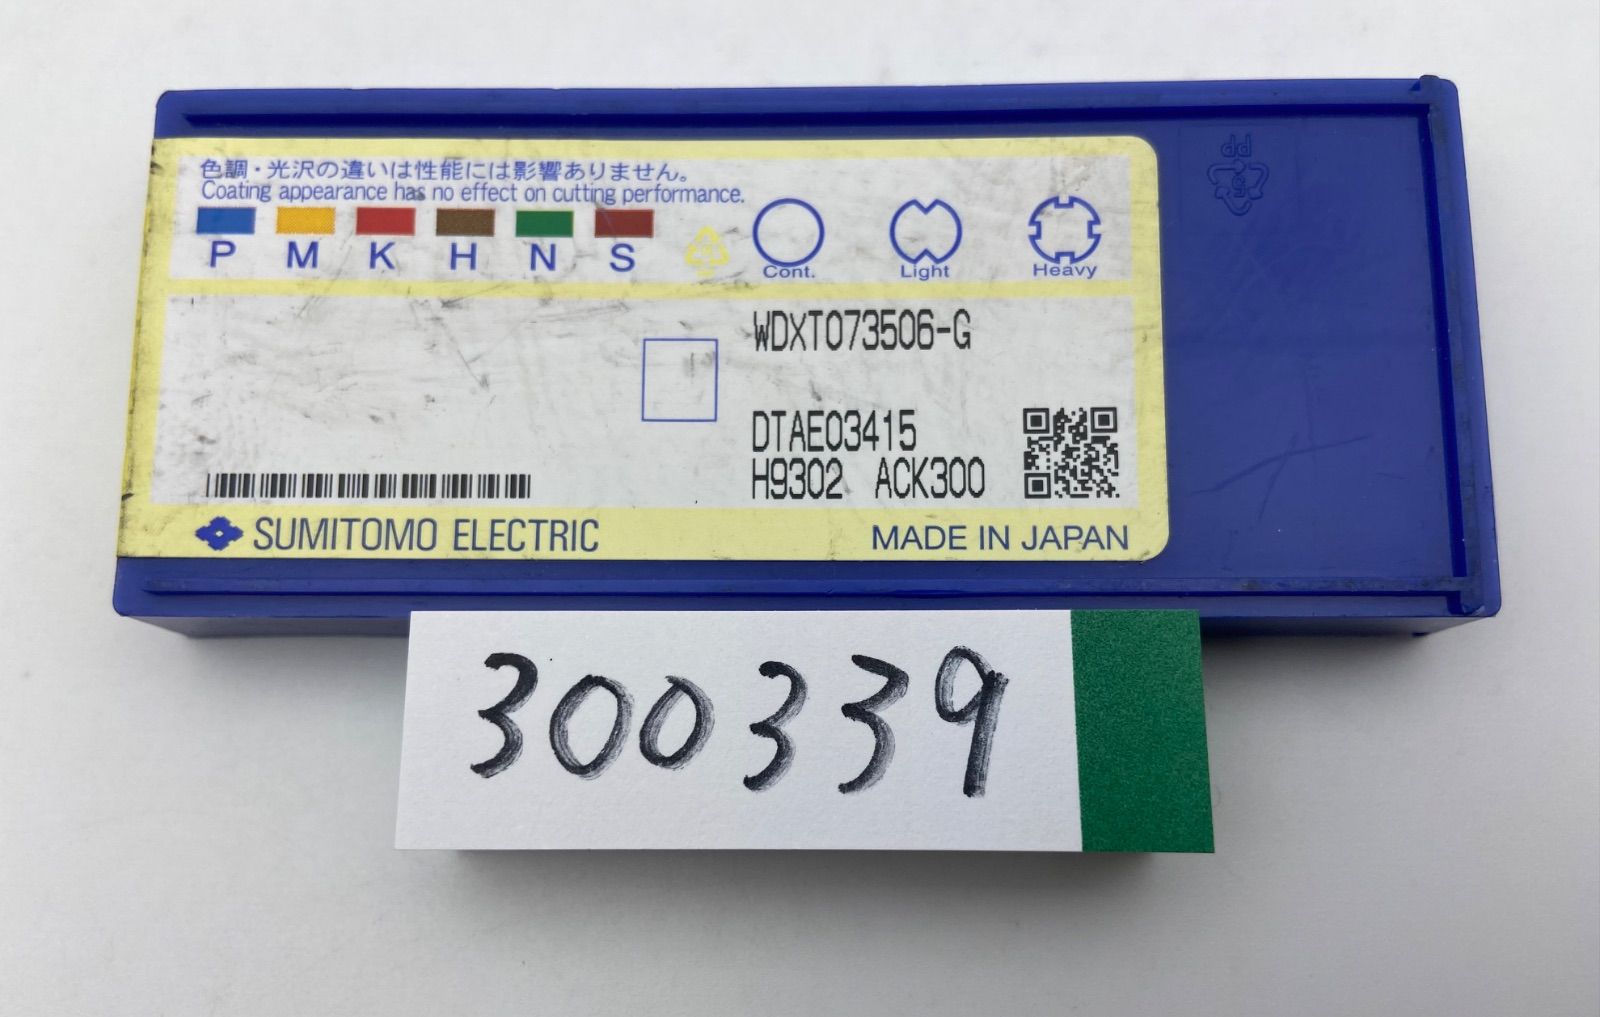 色調・光沢の違いは性能には影響ありません。
Coating appearance has no effect on cutting performance.
P M K H N S
Cont. Light Heavy
WDXT073506-G
DTAE03415
H9302 ACK300
SUMITOMO ELECTRIC
MADE IN JAPAN
PP
300339